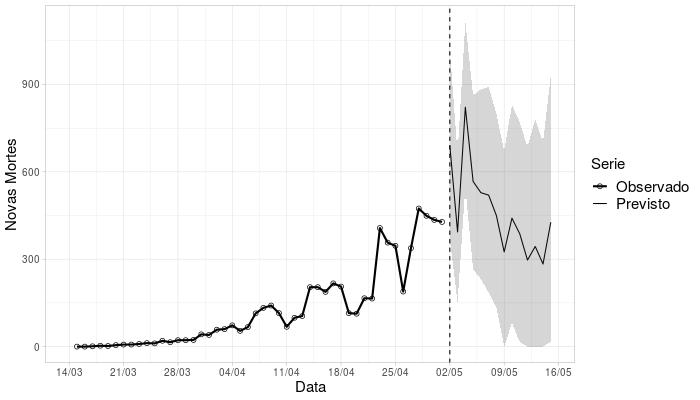 900
600
300
0
Novas Mortes
14/03 21/03 28/03 04/04 11/04 18/04 25/04 02/05 09/05 16/05
Data
Serie
Observado
Previsto